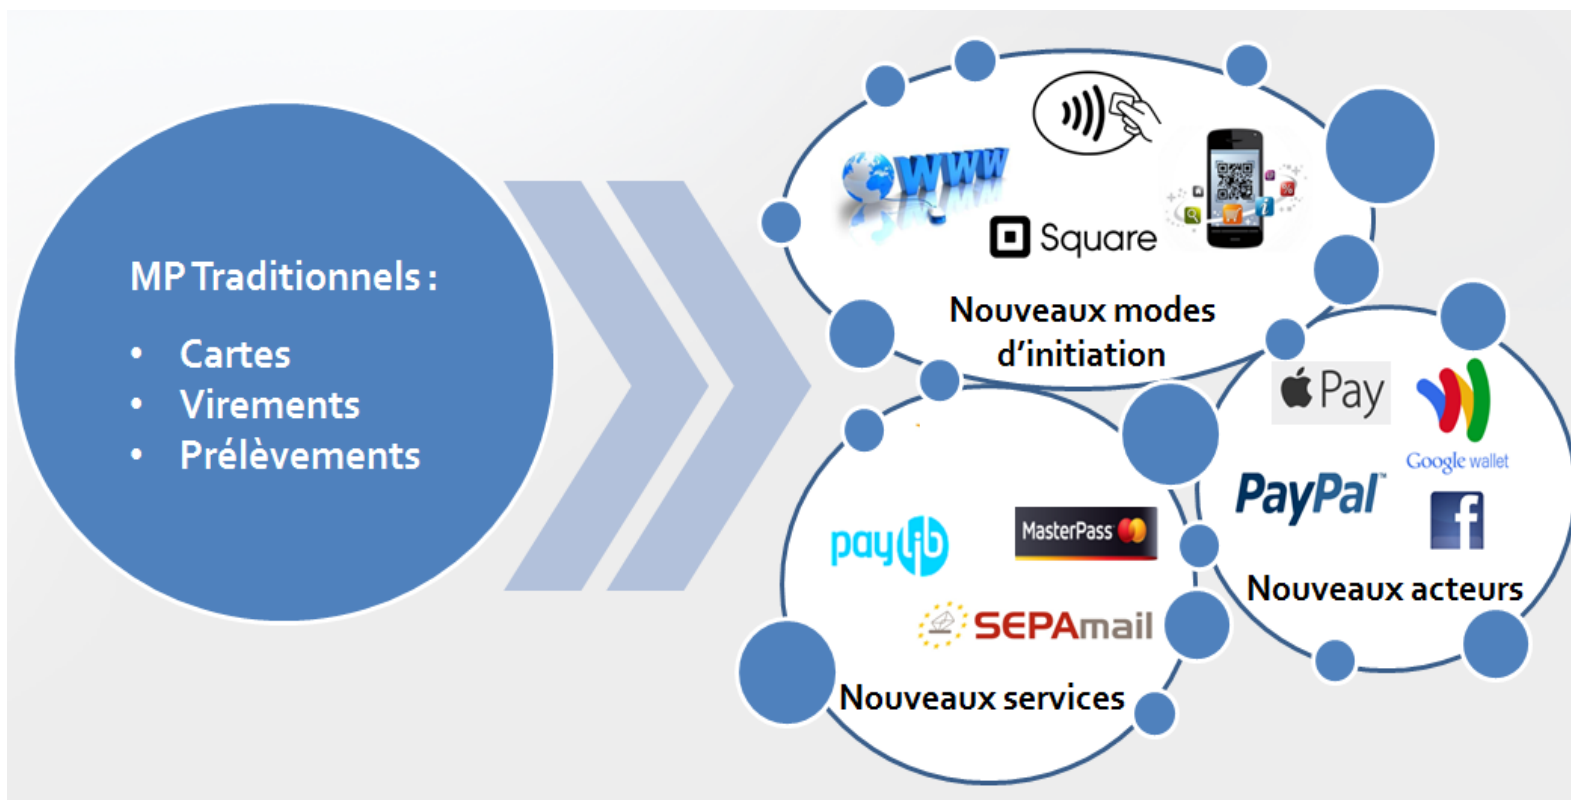 MP Traditionnels :
• Cartes
• Virements
• Prélèvements
WWW
Square
Nouveaux modes
d'initiation
Pay
Google wallet
PayPal™
f
Nouveaux acteurs
paylib
MasterPass
SEPAmail
Nouveaux services